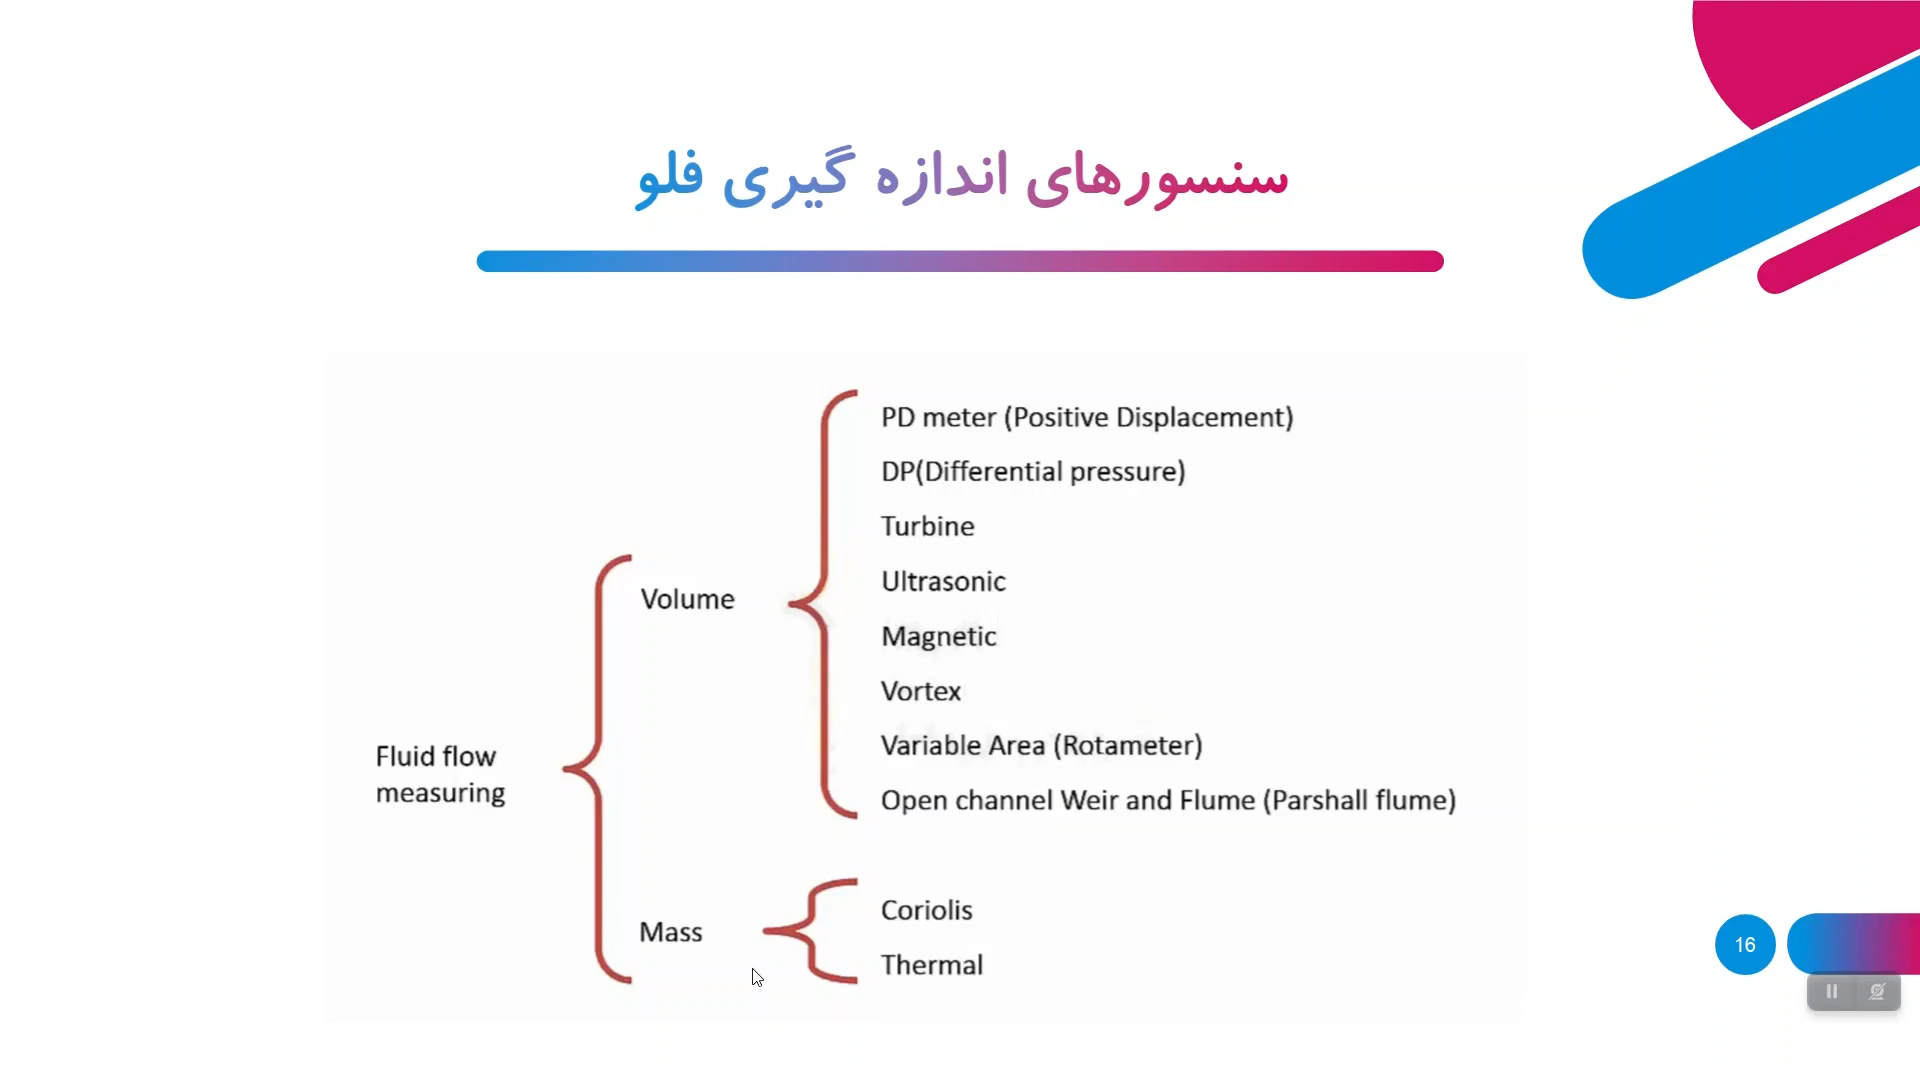 سنسورهای اندازه گیری فلو
Fluid flow
measuring
Volume
PD meter (Positive Displacement)
DP(Differential pressure)
Turbine
Ultrasonic
Magnetic
Vortex
Variable Area (Rotameter)
Open channel Weir and Flume (Parshall flume)
Mass
Coriolis
Thermal
16